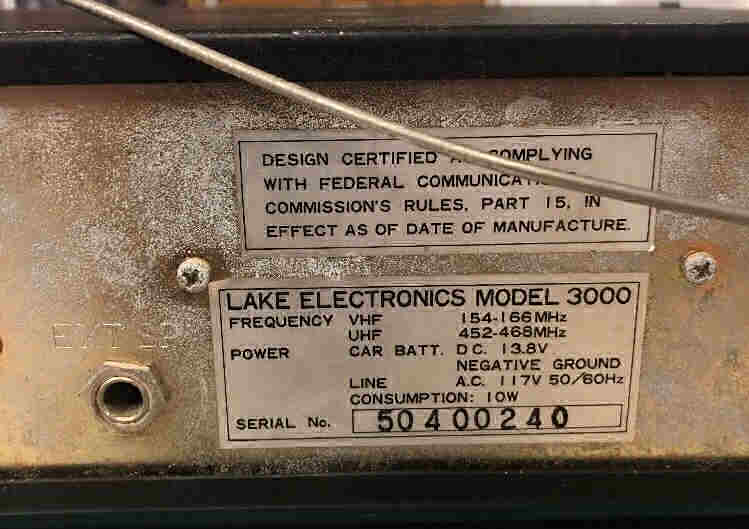 DESIGN CERTIFIED COMPLYING
WITH FEDERAL
COMMISSION'S RULES, PART 15, IN
EFFECT AS OF DATE OF MANUFACTURE.
LAKE ELECTRONICS MODEL 3000
FREQUENCY VHF 154-166MHz
UHF 452-468MHz
POWER CAR BATT. D.C. 13.8V
NEGATIVE GROUND
LINE A.C. 117V 50/60Hz
CONSUMPTION: 10W
SERIAL No. 50400240
EXT SP